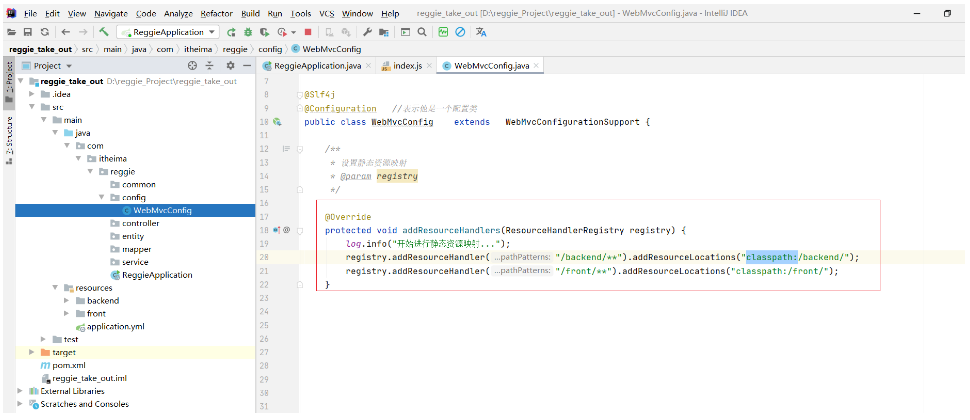 File Edit View Navigate Code Analyze Refactor Build Run Tools VCS Window Help reggie_take_out [D:\reggie_Project\reggie_take_out] - WebMvcConfig.java - IntelliJ IDEA
ReggieApplication
reggie_take_out src main java com itheima reggie config WebMvcConfig
Project
ReggieApplication.java index.js WebMvcConfig.java
1: Project
7: Structure
reggie_take_out D:\reggie_Project\reggie_take_out
.idea
src
main
java
com
itheima
reggie
common
config
WebMvcConfig
controller
entity
mapper
service
ReggieApplication
resources
backend
front
application.yml
test
target
pom.xml
reggie_take_out.iml
External Libraries
Scratches and Consoles
7
8 @Slf4j
9 @Configuration //表示他是一个配置类
10 public class WebMvcConfig extends WebMvcConfigurationSupport {
11
12 /**
13 * 设置静态资源映射
14 * @param registry
15 */
16
17 @Override
18 protected void addResourceHandlers(ResourceHandlerRegistry registry) {
19 log.info("开始进行静态资源映射...");
20 registry.addResourceHandler( ...pathPatterns: "/backend/**").addResourceLocations("classpath:/backend/");
21 registry.addResourceHandler( ...pathPatterns: "/front/**").addResourceLocations("classpath:/front/");
22 }
23
24
25
26
27
28
29
30
31